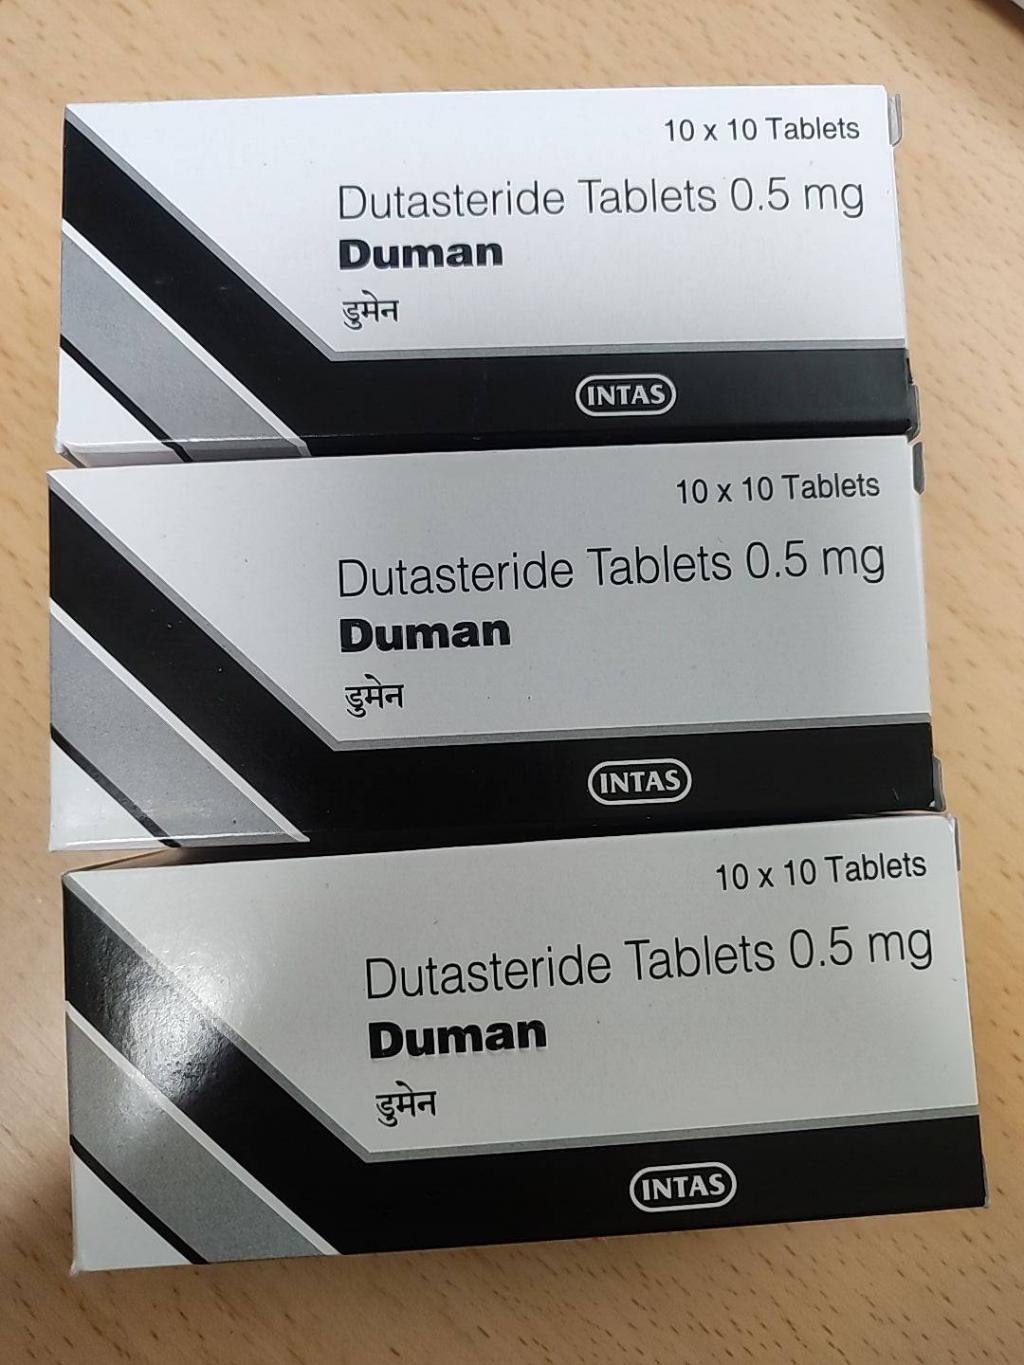 10 x 10 Tablets
Dutasteride Tablets 0.5 mg
Duman
डुमेन
INTAS
10 x 10 Tablets
Dutasteride Tablets 0.5 mg
Duman
डुमेन
INTAS
10 x 10 Tablets
Dutasteride Tablets 0.5 mg
Duman
डुमेन
INTAS